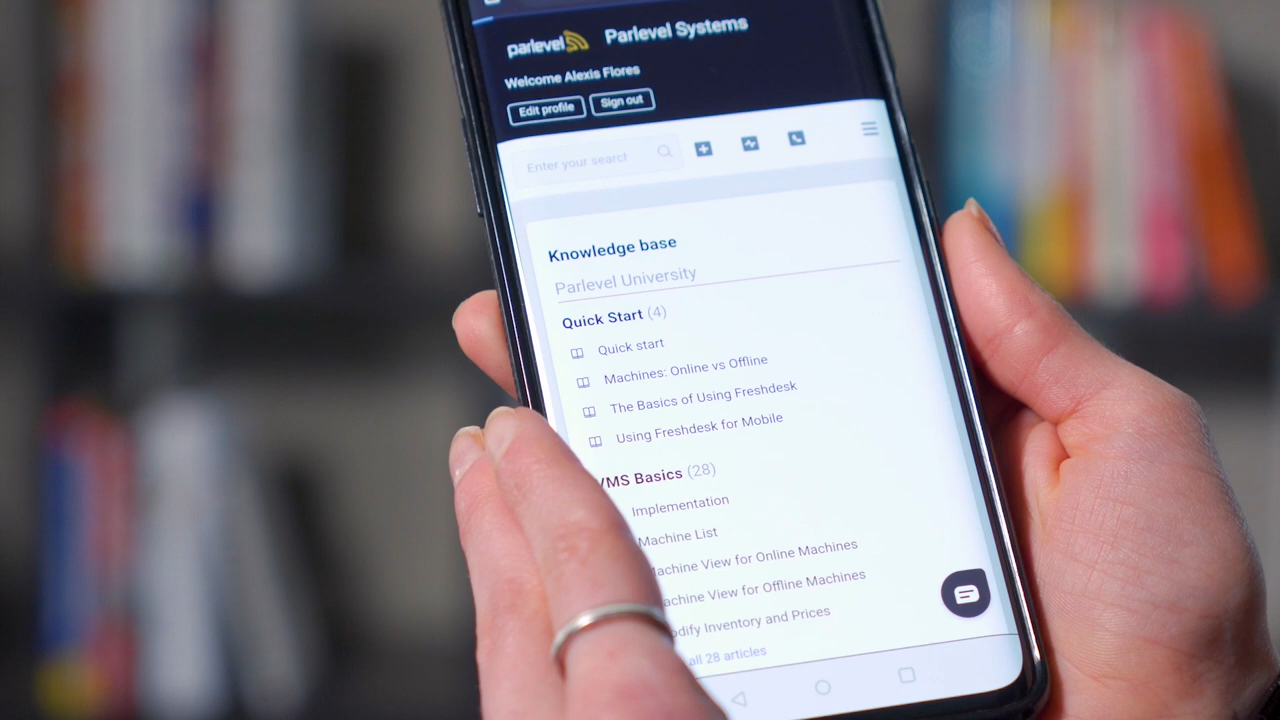 parlevel Parlevel Systems
Welcome Alexis Flores
Edit profile Sign out
Enter your search
Knowledge base
Parlevel University
Quick Start (4)
Quick start
Machines: Online vs Offline
The Basics of Using Freshdesk
Using Freshdesk for Mobile
VMS Basics (28)
Implementation
Machine List
Machine View for Online Machines
achine View for Offline Machines
odify Inventory and Prices
all 28 articles